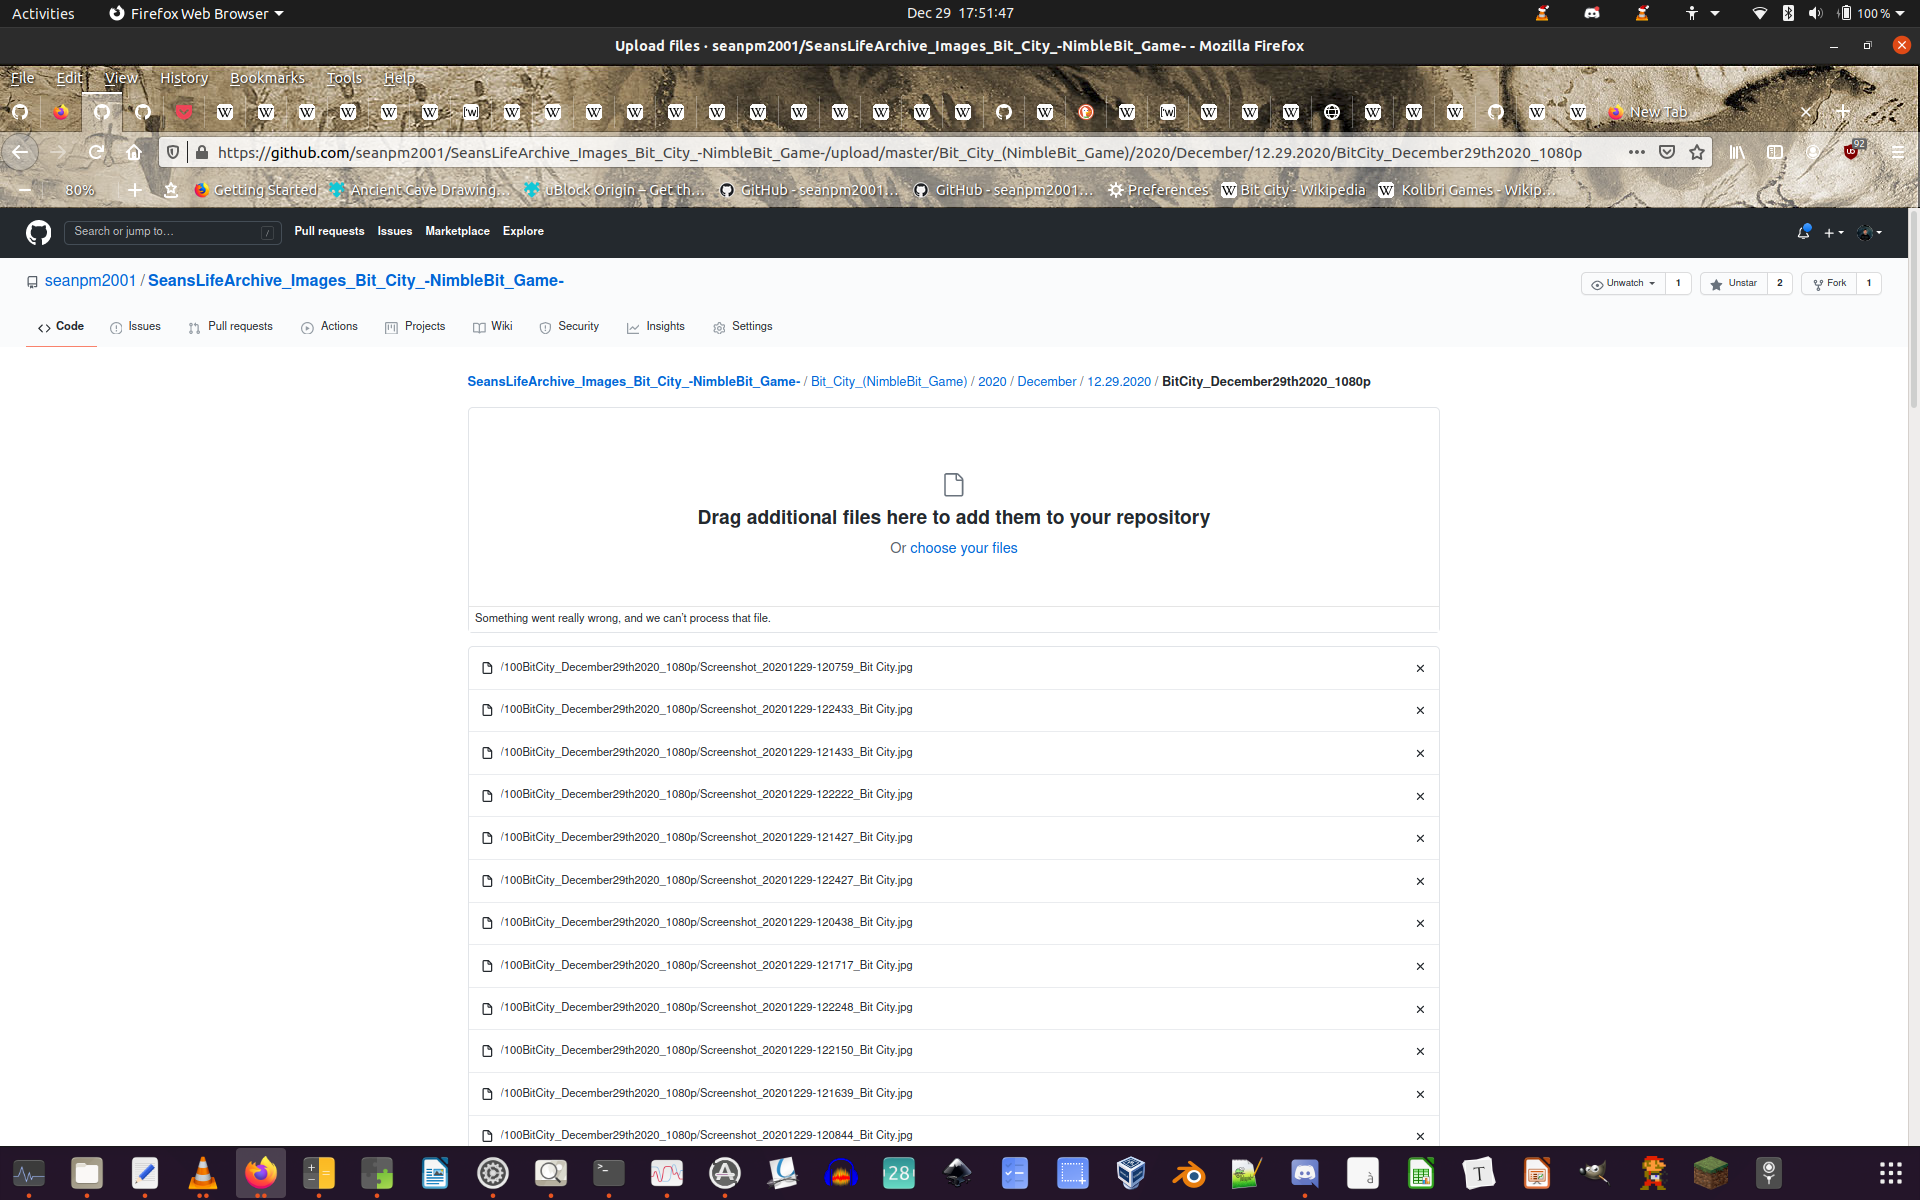 Activities
Firefox Web Browser
Dec 29 17:51:47
100 %
Upload files · seanpm2001/SeansLifeArchive_Images_Bit_City_-NimbleBit_Game- - Mozilla Firefox
File Edit View History Bookmarks Tools Help
New Tab
https://github.com/seanpm2001/SeansLifeArchive_Images_Bit_City_-NimbleBit_Game-/upload/master/Bit_City_(NimbleBit_Game)/2020/December/12.29.2020/BitCity_December29th2020_1080p
92
80%
Getting Started
Ancient Cave Drawing…
uBlock Origin – Get th…
GitHub - seanpm2001…
GitHub - seanpm2001…
Preferences
Bit City - Wikipedia
Kolibri Games - Wikip…
Search or jump to…
/
Pull requests
Issues
Marketplace
Explore
seanpm2001 / SeansLifeArchive_Images_Bit_City_-NimbleBit_Game-
Unwatch 1
Unstar 2
Fork 1
Code
Issues
Pull requests
Actions
Projects
Wiki
Security
Insights
Settings
SeansLifeArchive_Images_Bit_City_-NimbleBit_Game- / Bit_City_(NimbleBit_Game) / 2020 / December / 12.29.2020 / BitCity_December29th2020_1080p
Drag additional files here to add them to your repository
Or choose your files
Something went really wrong, and we can't process that file.
/100BitCity_December29th2020_1080p/Screenshot_20201229-120759_Bit City.jpg
/100BitCity_December29th2020_1080p/Screenshot_20201229-122433_Bit City.jpg
/100BitCity_December29th2020_1080p/Screenshot_20201229-121433_Bit City.jpg
/100BitCity_December29th2020_1080p/Screenshot_20201229-122222_Bit City.jpg
/100BitCity_December29th2020_1080p/Screenshot_20201229-121427_Bit City.jpg
/100BitCity_December29th2020_1080p/Screenshot_20201229-122427_Bit City.jpg
/100BitCity_December29th2020_1080p/Screenshot_20201229-120438_Bit City.jpg
/100BitCity_December29th2020_1080p/Screenshot_20201229-121717_Bit City.jpg
/100BitCity_December29th2020_1080p/Screenshot_20201229-122248_Bit City.jpg
/100BitCity_December29th2020_1080p/Screenshot_20201229-122150_Bit City.jpg
/100BitCity_December29th2020_1080p/Screenshot_20201229-121639_Bit City.jpg
/100BitCity_December29th2020_1080p/Screenshot_20201229-120844_Bit City.jpg
28